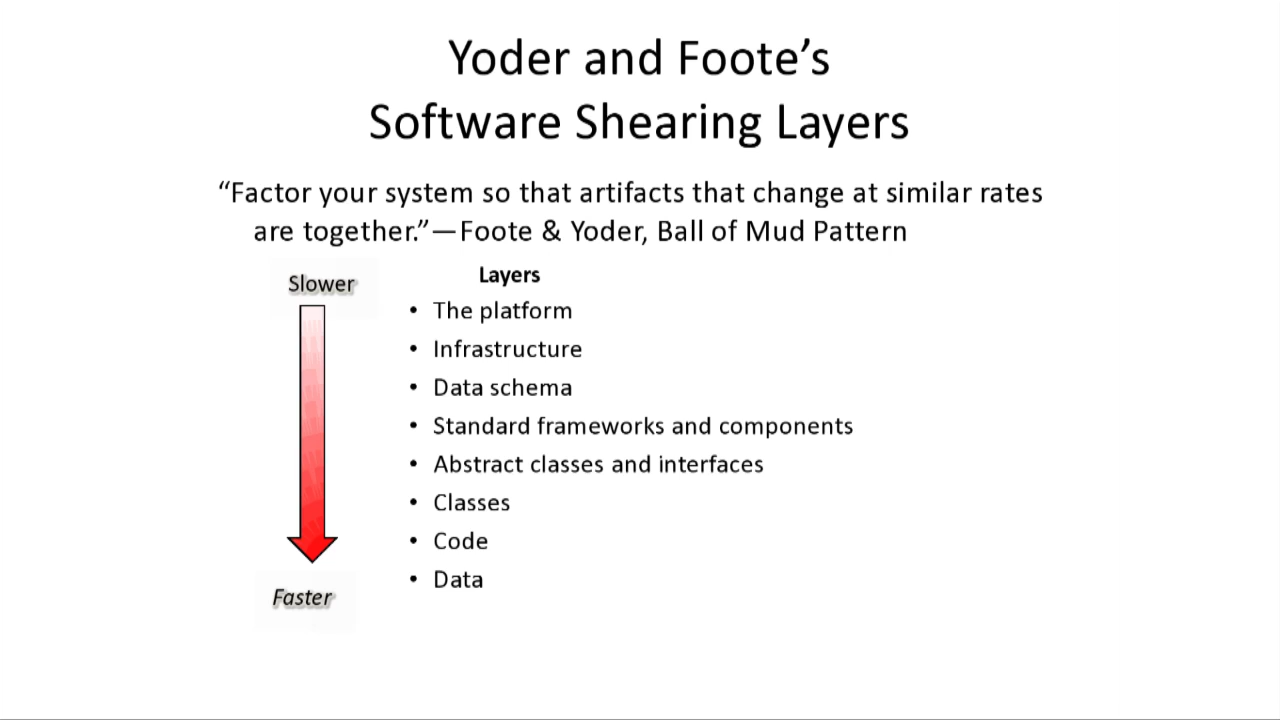 Yoder and Foote’s
Software Shearing Layers
“Factor your system so that artifacts that change at similar rates
are together.”—Foote & Yoder, Ball of Mud Pattern
Slower
Layers
• The platform
• Infrastructure
• Data schema
• Standard frameworks and components
• Abstract classes and interfaces
• Classes
• Code
• Data
Faster